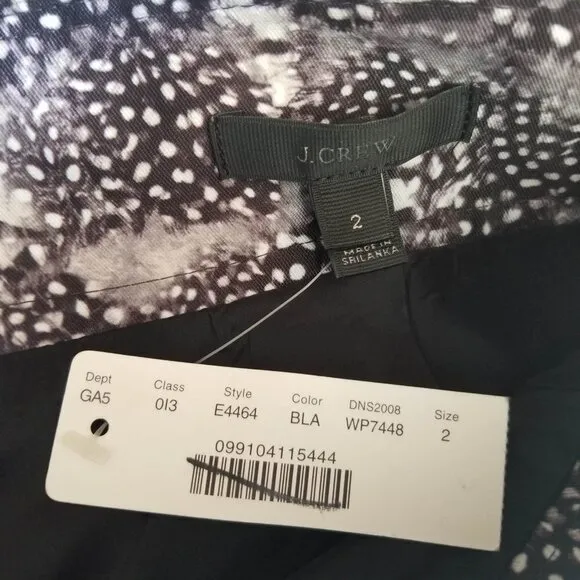 J.CREW
2
MADE IN
SRILANKA
Dept Class Style Color DNS2008 Size
GA5 0I3 E4464 BLA WP7448 2
099104115444